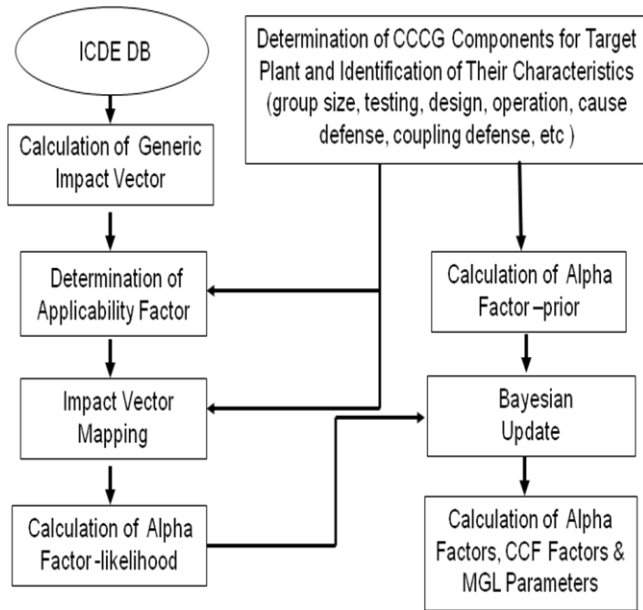 ICDE DB
Calculation of Generic
Impact Vector
Determination of
Applicability Factor
Impact Vector
Mapping
Calculation of Alpha
Factor-likelihood
Determination of CCCG Components for Target
Plant and Identification of Their Characteristics
(group size, testing, design, operation, cause
defense, coupling defense, etc )
Calculation of Alpha
Factor –prior
Bayesian
Update
Calculation of Alpha
Factors, CCF Factors &
MGL Parameters